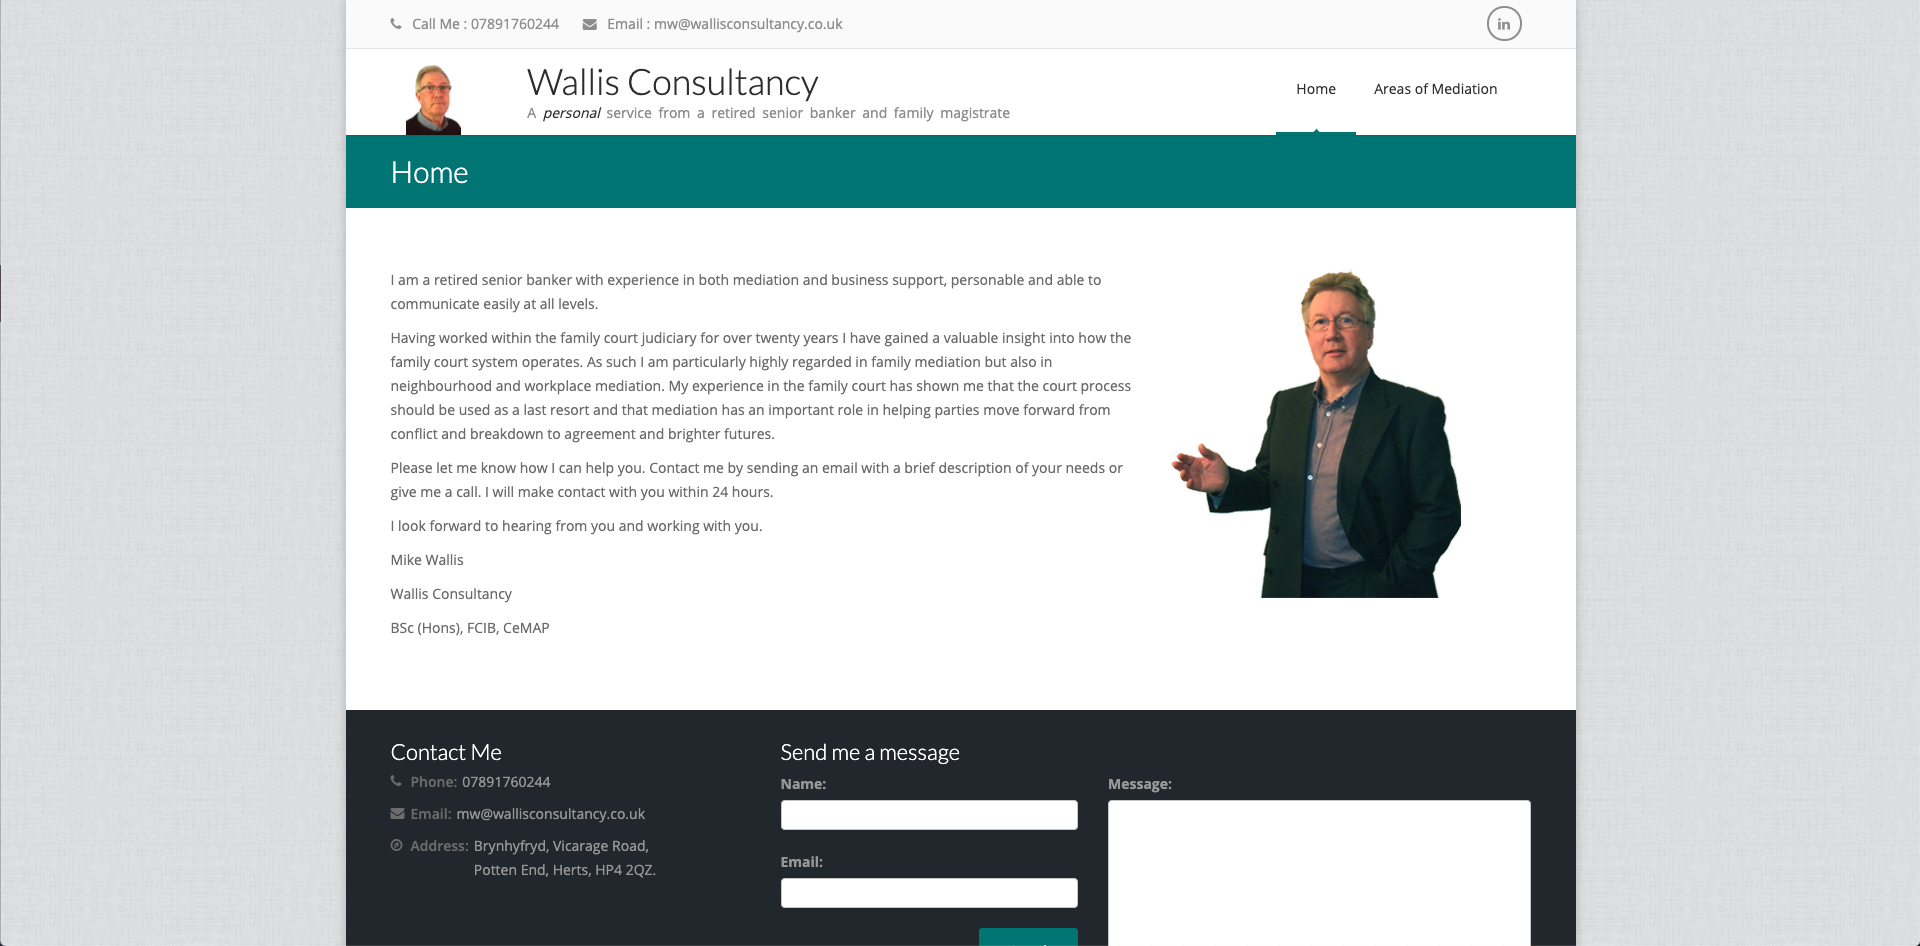 Call Me : 07891760244 Email : mw@wallisconsultancy.co.uk in
Wallis Consultancy
A personal service from a retired senior banker and family magistrate
Home Areas of Mediation
Home
I am a retired senior banker with experience in both mediation and business support, personable and able to
communicate easily at all levels.
Having worked within the family court judiciary for over twenty years I have gained a valuable insight into how the
family court system operates. As such I am particularly highly regarded in family mediation but also in
neighbourhood and workplace mediation. My experience in the family court has shown me that the court process
should be used as a last resort and that mediation has an important role in helping parties move forward from
conflict and breakdown to agreement and brighter futures.
Please let me know how I can help you. Contact me by sending an email with a brief description of your needs or
give me a call. I will make contact with you within 24 hours.
I look forward to hearing from you and working with you.
Mike Wallis
Wallis Consultancy
BSc (Hons), FCIB, CeMAP
Contact Me
Phone: 07891760244
Email: mw@wallisconsultancy.co.uk
Address: Brynhyfryd, Vicarage Road,
Potten End, Herts, HP4 2QZ.
Send me a message
Name:
Email:
Message: